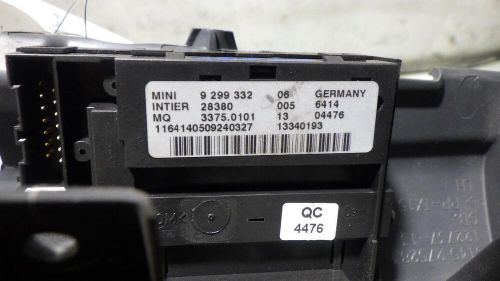 MINI 9 299 332 06 GERMANY
INTIER 28380 005 6414
MQ 3375.0101 13 04476
1164140509240327 13340193
QC
4476